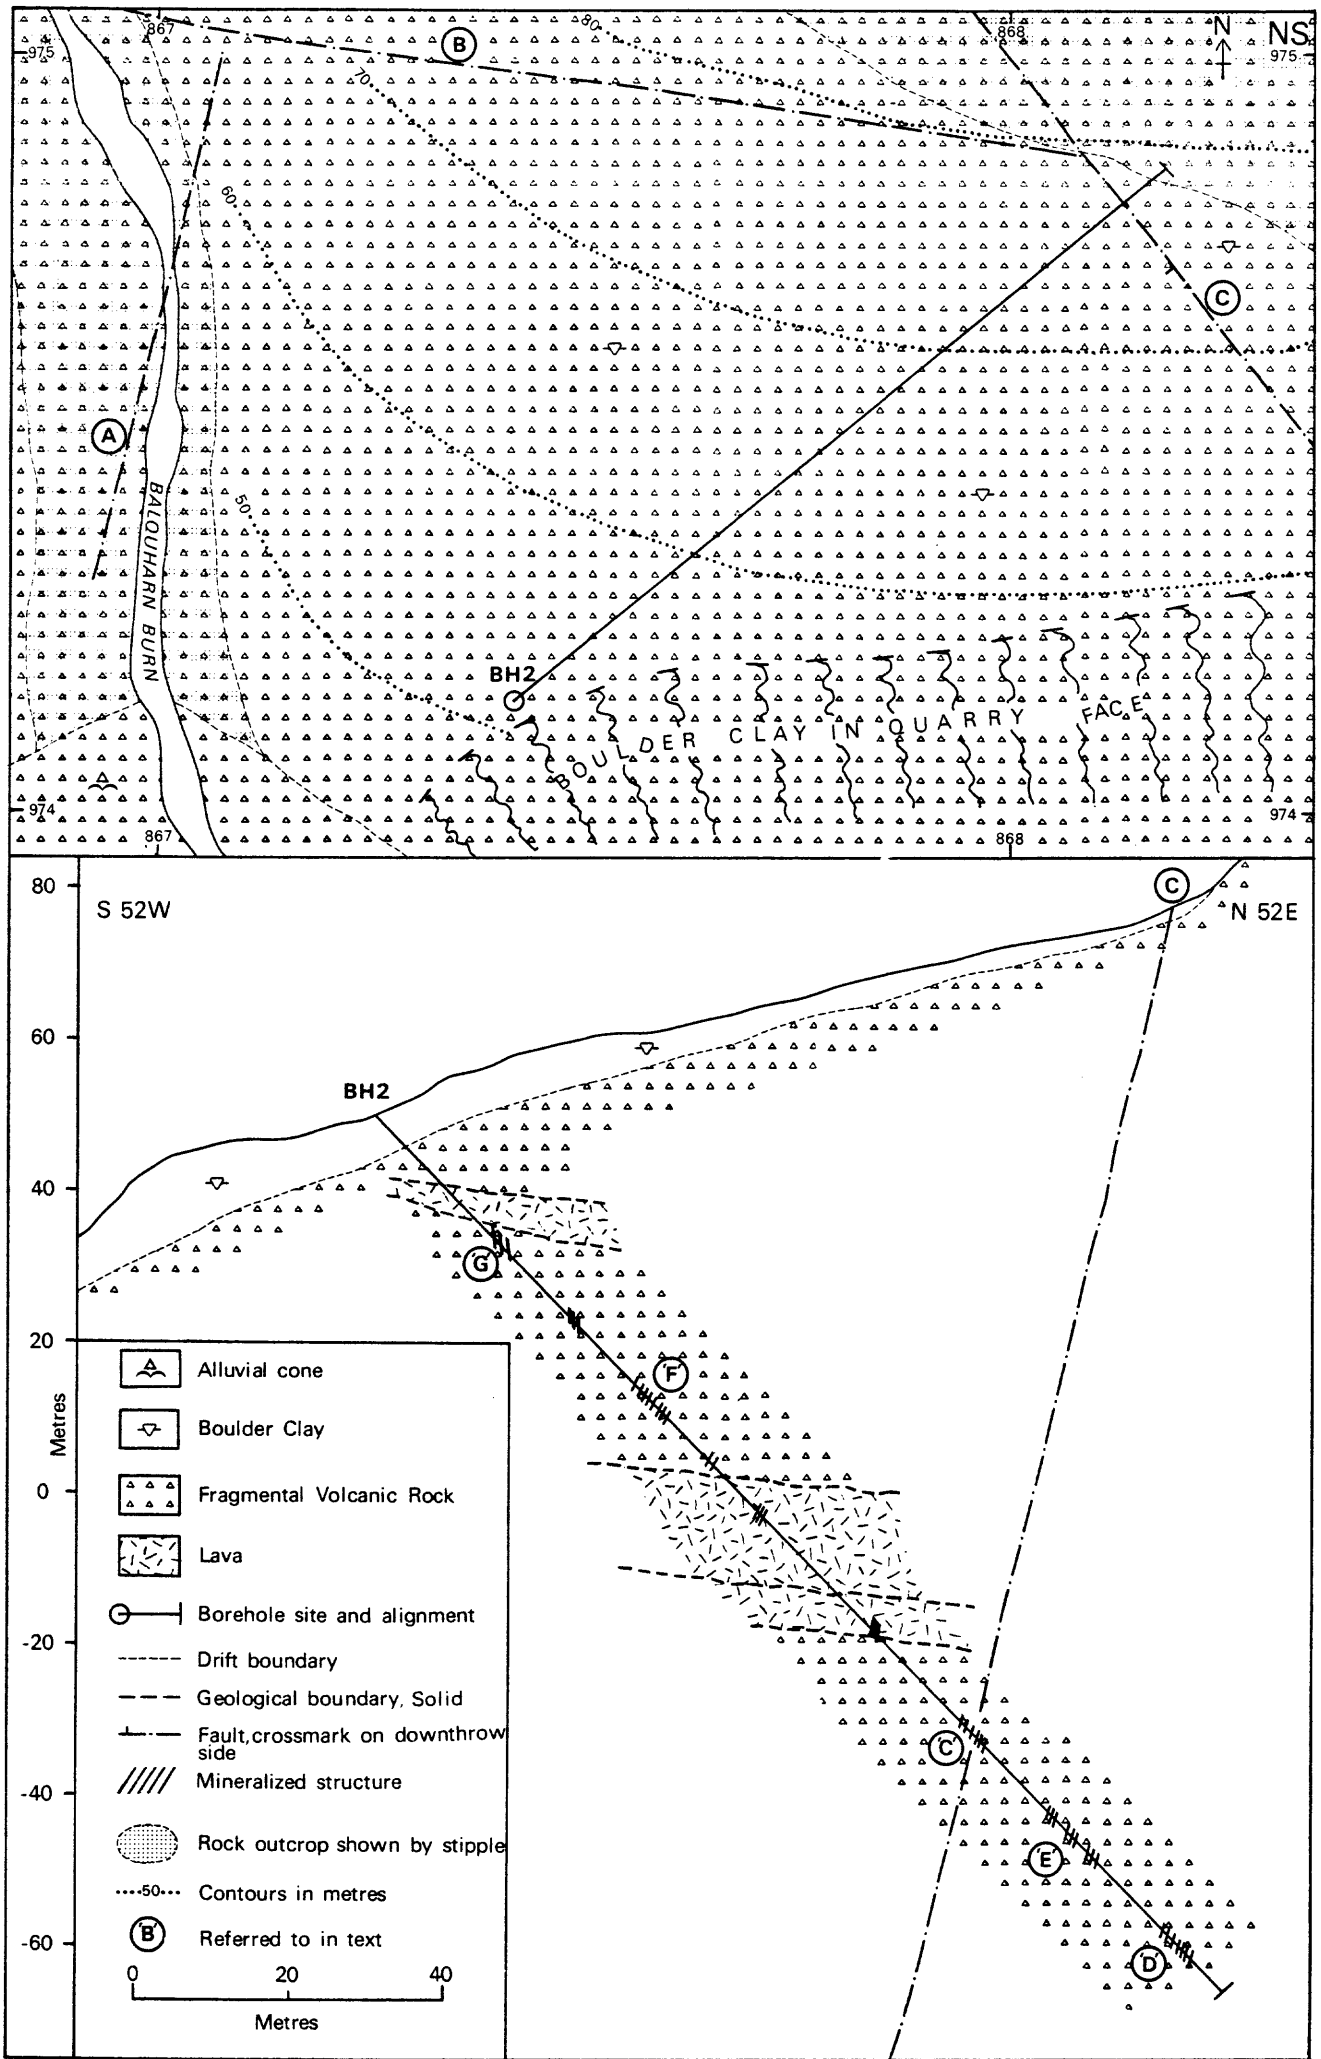 867
868
N
NS
975
975
B
80
70
60
C
A
50
BALQUHARN BURN
BH2
BOULDER CLAY IN QUARRY FACE
974
974
867
868
80
S 52W
C
N 52E
60
BH2
40
'G'
20
'F'
Metres
0
-20
'C'
-40
'E'
-60
'D'
Alluvial cone
Boulder Clay
Fragmental Volcanic Rock
Lava
Borehole site and alignment
Drift boundary
Geological boundary, Solid
Fault, crossmark on downthrow
side
Mineralized structure
Rock outcrop shown by stipple
50
Contours in metres
'B'
Referred to in text
0 20 40
Metres